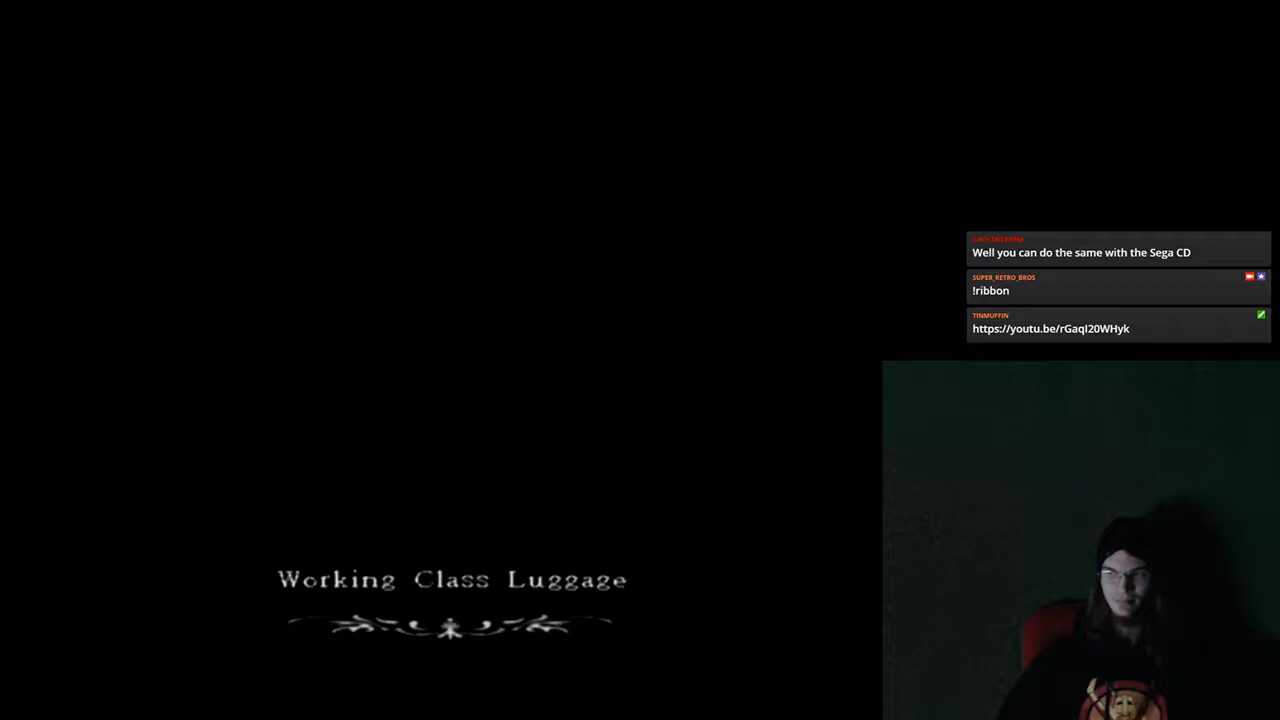 Well you can do the same with the Sega CD
SUPER_RETRO_BROS
!ribbon
TINMUFFIN
https://youtu.be/rGaqI20WHyk
Working Class Luggage